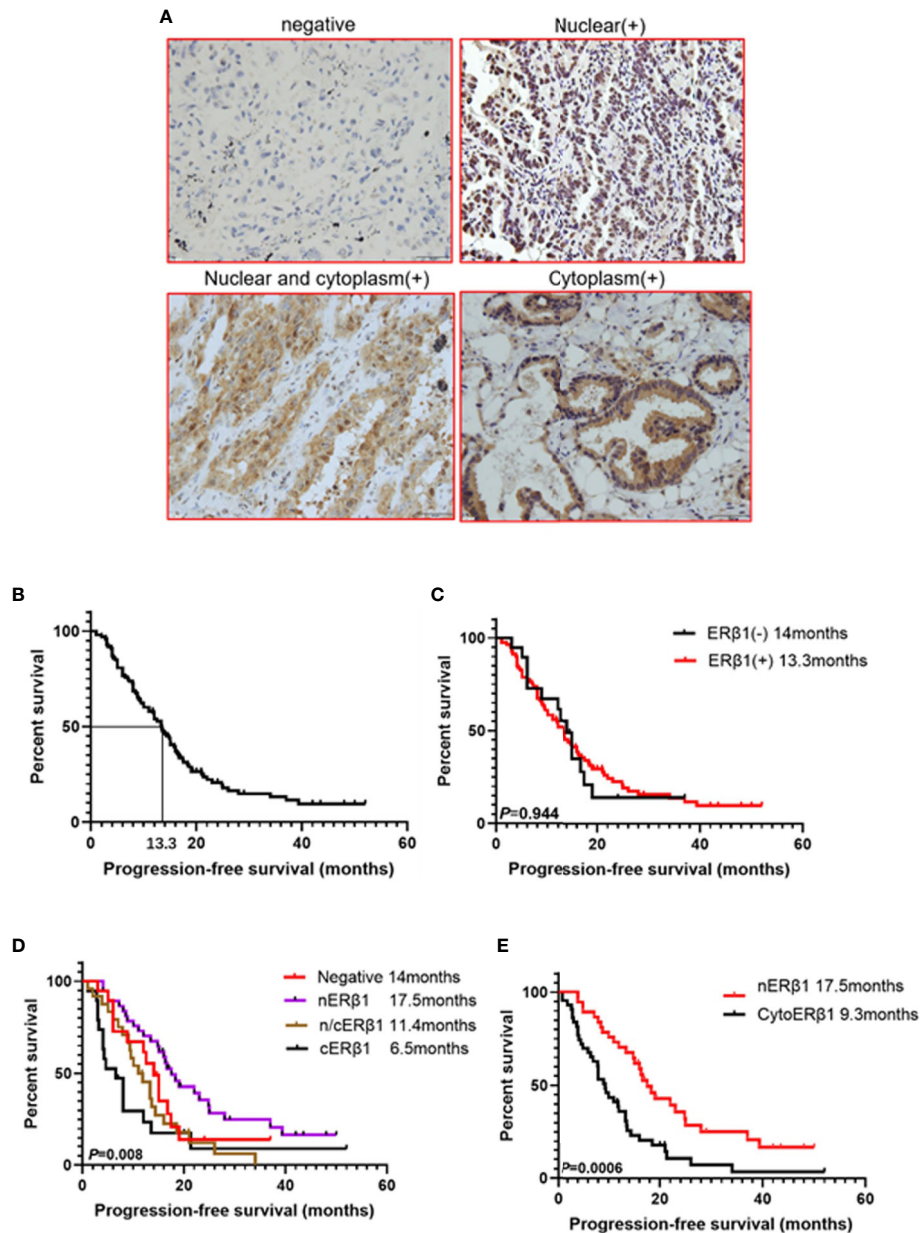 A
negative
Nuclear(+)
Nuclear and cytoplasm(+)
Cytoplasm(+)
B
Percent survival
100
50
0
0
13.3
20
40
60
Progression-free survival (months)
C
Percent survival
100
50
0
0
20
40
60
ERβ1(-) 14months
ERβ1(+) 13.3months
P=0.944
Progression-free survival (months)
D
Percent survival
100
50
0
0
20
40
60
Negative 14months
nERβ1 17.5months
n/cERβ1 11.4months
cERβ1 6.5months
P=0.008
Progression-free survival (months)
E
Percent survival
100
50
0
0
20
40
60
nERβ1 17.5months
CytoERβ1 9.3months
P=0.0006
Progression-free survival (months)